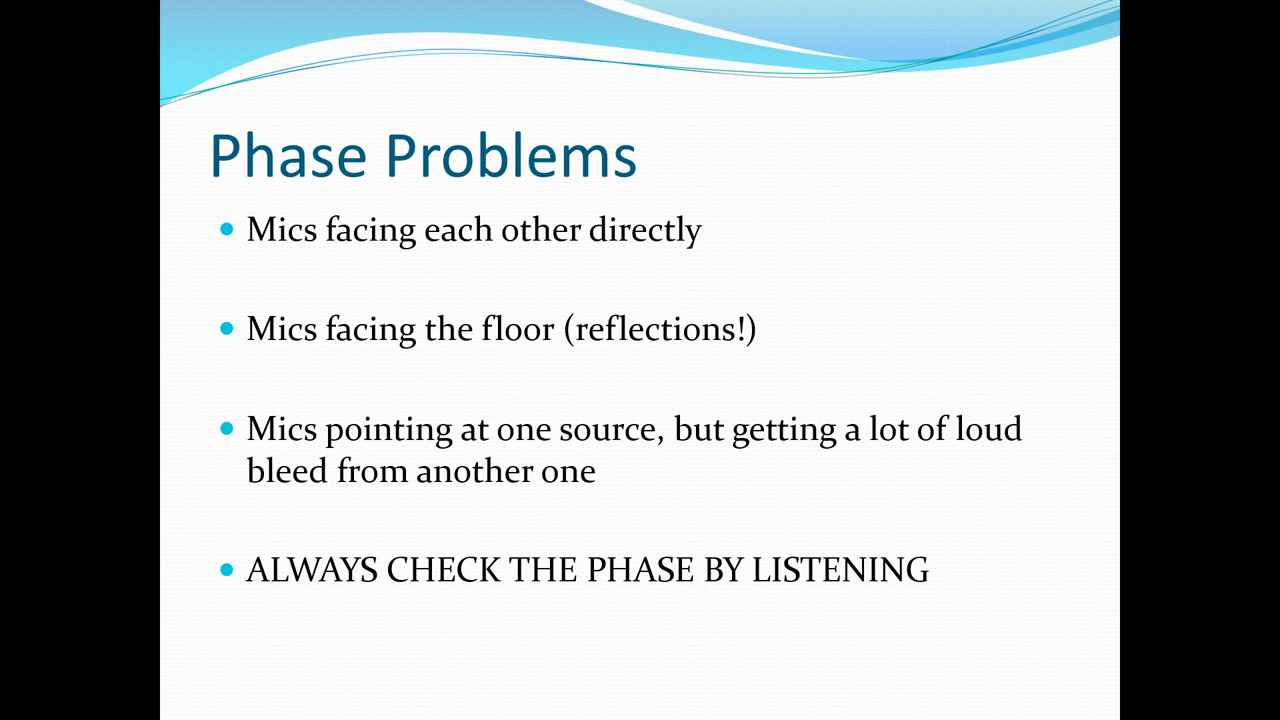 Phase Problems
Mics facing each other directly
Mics facing the floor (reflections!)
Mics pointing at one source, but getting a lot of loud
bleed from another one
ALWAYS CHECK THE PHASE BY LISTENING